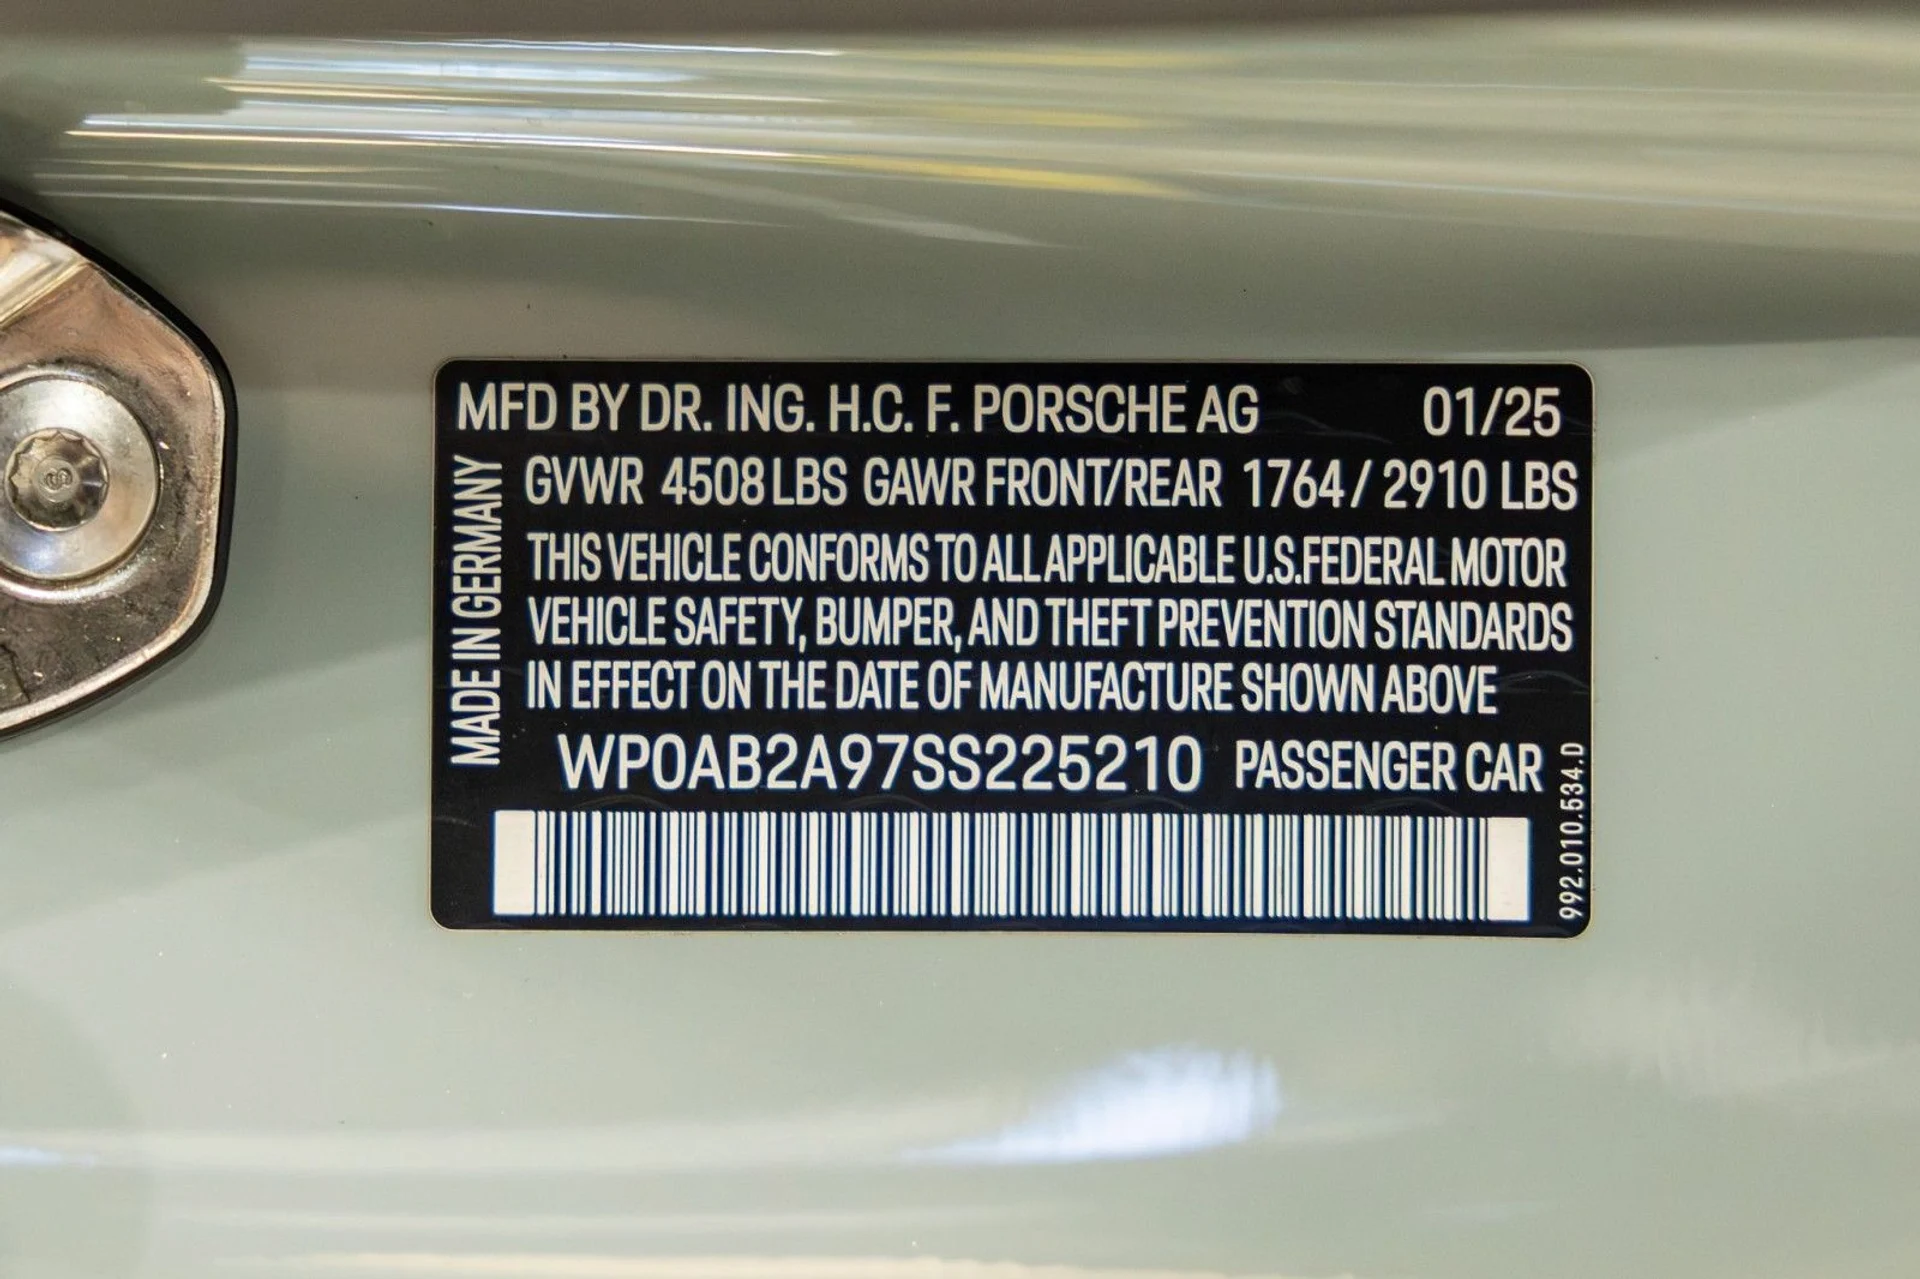 MFD BY DR. ING. H.C. F. PORSCHE AG 01/25
GVWR 4508 LBS GAWR FRONT/REAR 1764 / 2910 LBS
THIS VEHICLE CONFORMS TO ALL APPLICABLE U.S.FEDERAL MOTOR
VEHICLE SAFETY, BUMPER, AND THEFT PREVENTION STANDARDS
IN EFFECT ON THE DATE OF MANUFACTURE SHOWN ABOVE
WP0AB2A97SS225210 PASSENGER CAR
MADE IN GERMANY
992.010.534.D